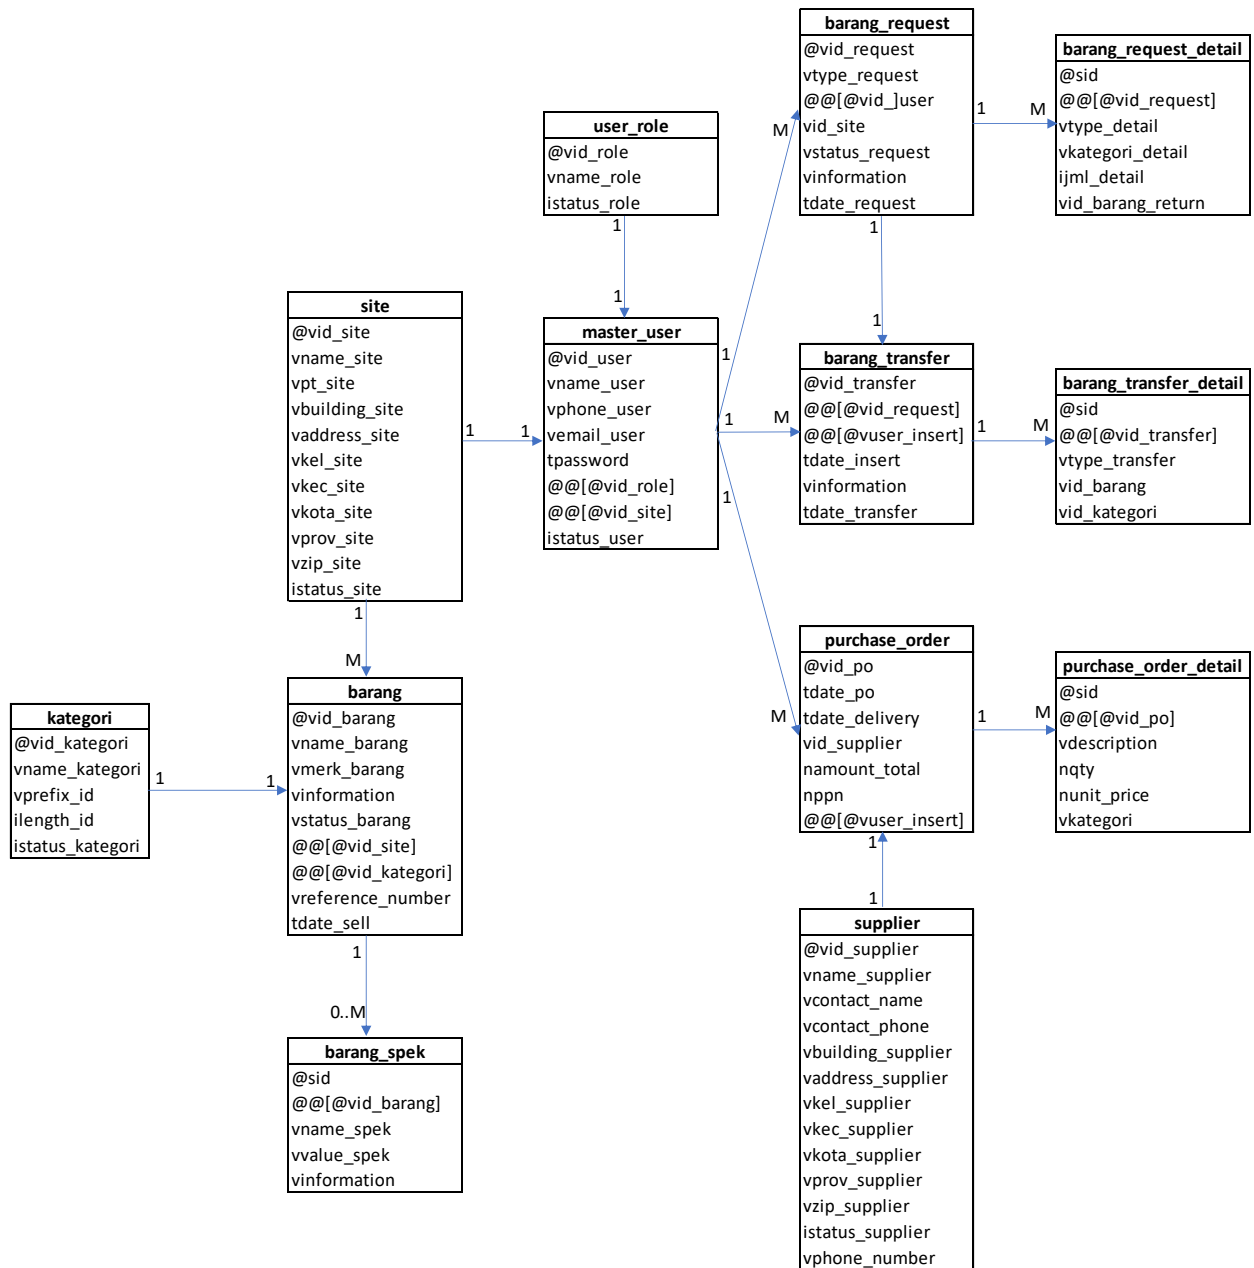 barang_request
@vid_request
vtype_request
@@[@vid_]user
vid_site
vstatus_request
vinformation
tdate_request
barang_request_detail
@sid
@@[@vid_request]
vtype_detail
vkategori_detail
ijml_detail
vid_barang_return
1
M
user_role
@vid_role
vname_role
istatus_role
M
1
1
1
1
site
@vid_site
vname_site
vpt_site
vbuilding_site
vaddress_site
vkel_site
vkec_site
vkota_site
vprov_site
vzip_site
istatus_site
1
1
master_user
@vid_user
vname_user
vphone_user
vemail_user
tpassword
@@[@vid_role]
@@[@vid_site]
istatus_user
1
1
M
1
barang_transfer
@vid_transfer
@@[@vid_request]
@@[@vuser_insert]
tdate_insert
vinformation
tdate_transfer
1
M
barang_transfer_detail
@sid
@@[@vid_transfer]
vtype_transfer
vid_barang
vid_kategori
1
M
kategori
@vid_kategori
vname_kategori
vprefix_id
ilength_id
istatus_kategori
1
1
barang
@vid_barang
vname_barang
vmerk_barang
vinformation
vstatus_barang
@@[@vid_site]
@@[@vid_kategori]
vreference_number
tdate_sell
M
purchase_order
@vid_po
tdate_po
tdate_delivery
vid_supplier
namount_total
nppn
@@[@vuser_insert]
1
M
purchase_order_detail
@sid
@@[@vid_po]
vdescription
nqty
nunit_price
vkategori
1
1
1
0..M
barang_spek
@sid
@@[@vid_barang]
vname_spek
vvalue_spek
vinformation
supplier
@vid_supplier
vname_supplier
vcontact_name
vcontact_phone
vbuilding_supplier
vaddress_supplier
vkel_supplier
vkec_supplier
vkota_supplier
vprov_supplier
vzip_supplier
istatus_supplier
vphone_number